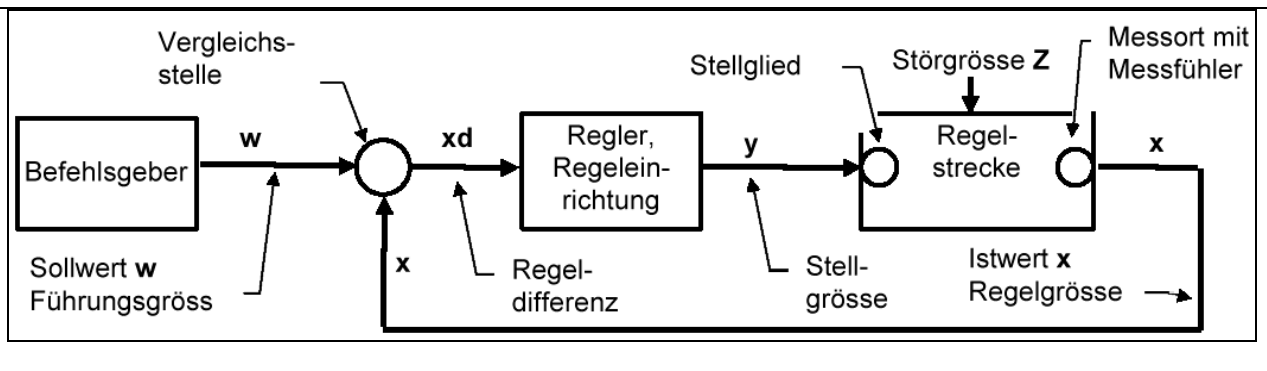 Vergleichs-
stelle
Stellglied
Störgrösse Z
Messort mit
Messfühler
Befehlsgeber
w
xd
Regler,
Regelein-
richtung
y
Regel-
strecke
x
Sollwert w
Führungsgröss
x
Regel-
differenz
Stell-
grösse
Istwert x
Regelgrösse